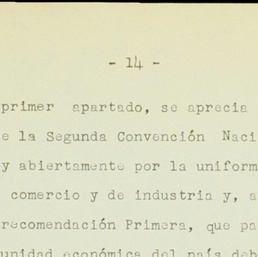 - 14 -
primer apartado, se aprecia
e la Segunda Convención Naci
y abiertamente por la uniform
comercio y de industria y, a
recomendación Primera, que pa
unidad económica del país deb